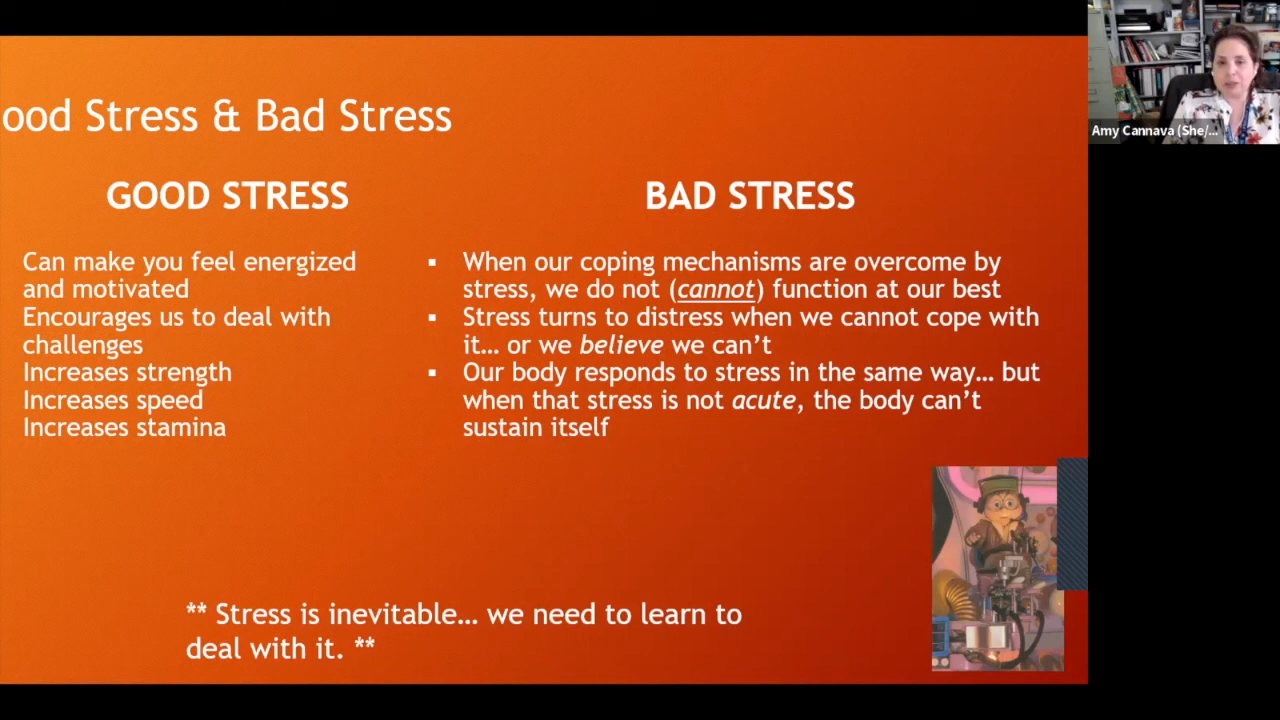 ood Stress & Bad Stress
GOOD STRESS
Can make you feel energized
and motivated
Encourages us to deal with
challenges
Increases strength
Increases speed
Increases stamina
BAD STRESS
▪ When our coping mechanisms are overcome by
stress, we do not (cannot) function at our best
▪ Stress turns to distress when we cannot cope with
it… or we believe we can’t
▪ Our body responds to stress in the same way… but
when that stress is not acute, the body can’t
sustain itself
** Stress is inevitable… we need to learn to
deal with it. **
Amy Cannava (She/...